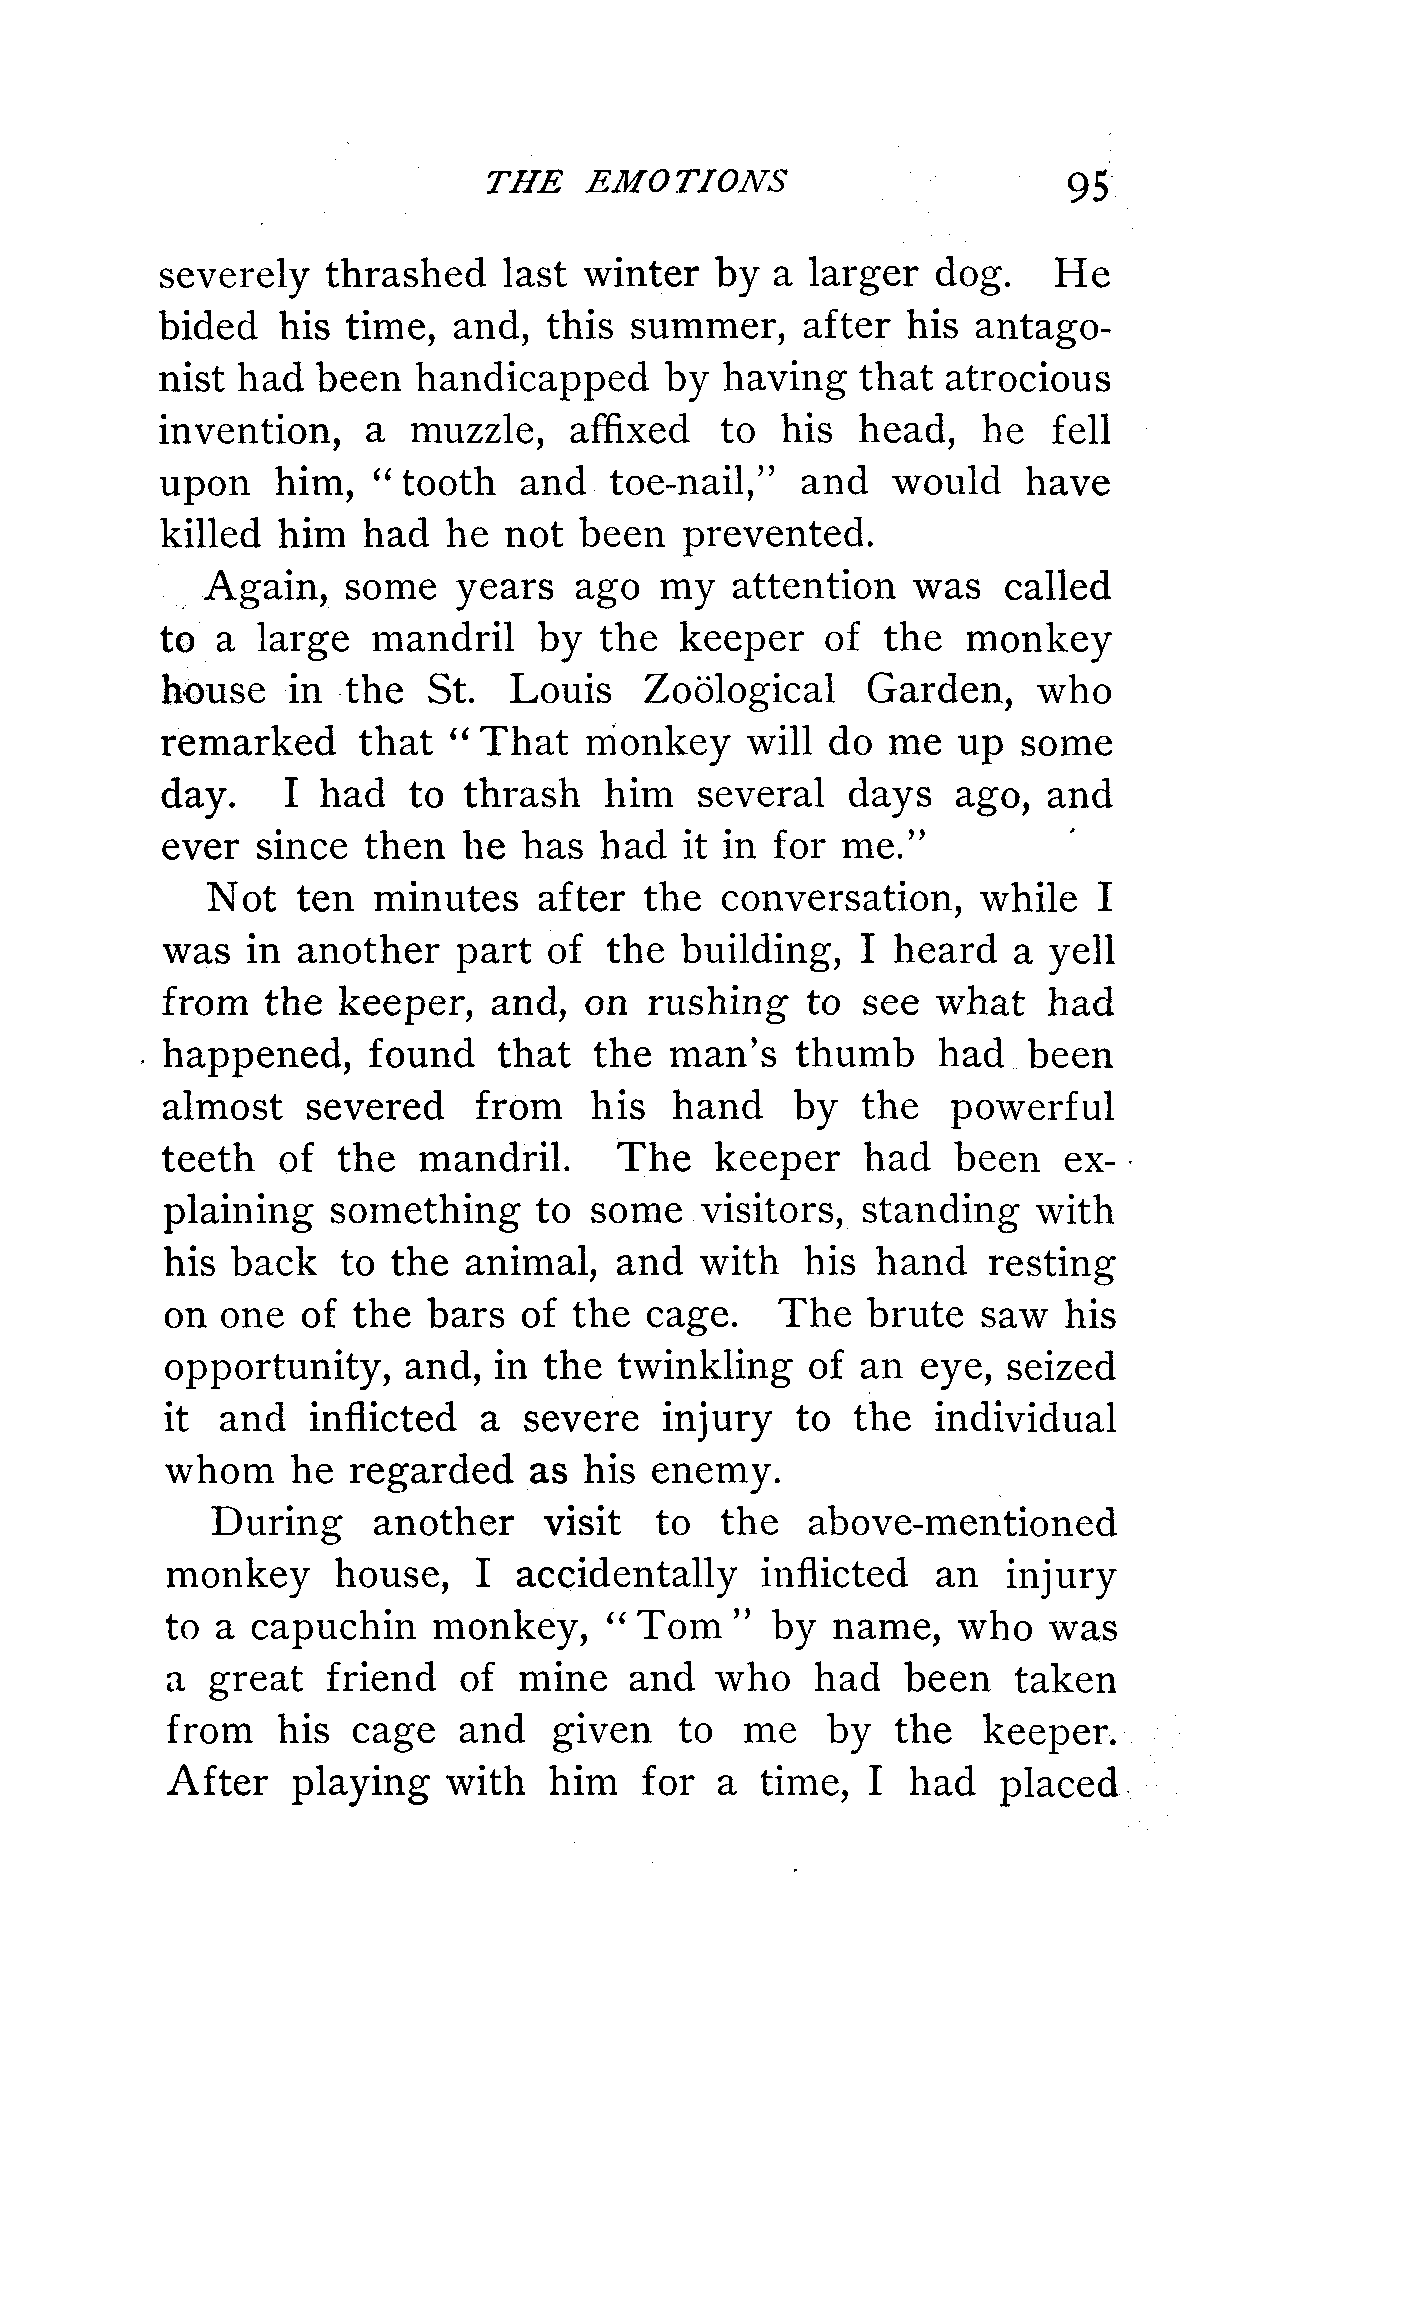 THE EMOTIONS 95
severely thrashed last winter by a larger dog. He
bided his time, and, this summer, after his antago-
nist had been handicapped by having that atrocious
invention, a muzzle, affixed to his head, he fell
upon him, “tooth and toe-nail,” and would have
killed him had he not been prevented.
Again, some years ago my attention was called
to a large mandril by the keeper of the monkey
house in the St. Louis Zoölogical Garden, who
remarked that “That monkey will do me up some
day. I had to thrash him several days ago, and
ever since then he has had it in for me.”
Not ten minutes after the conversation, while I
was in another part of the building, I heard a yell
from the keeper, and, on rushing to see what had
happened, found that the man’s thumb had been
almost severed from his hand by the powerful
teeth of the mandril. The keeper had been ex-
plaining something to some visitors, standing with
his back to the animal, and with his hand resting
on one of the bars of the cage. The brute saw his
opportunity, and, in the twinkling of an eye, seized
it and inflicted a severe injury to the individual
whom he regarded as his enemy.
During another visit to the above-mentioned
monkey house, I accidentally inflicted an injury
to a capuchin monkey, “Tom” by name, who was
a great friend of mine and who had been taken
from his cage and given to me by the keeper.
After playing with him for a time, I had placed